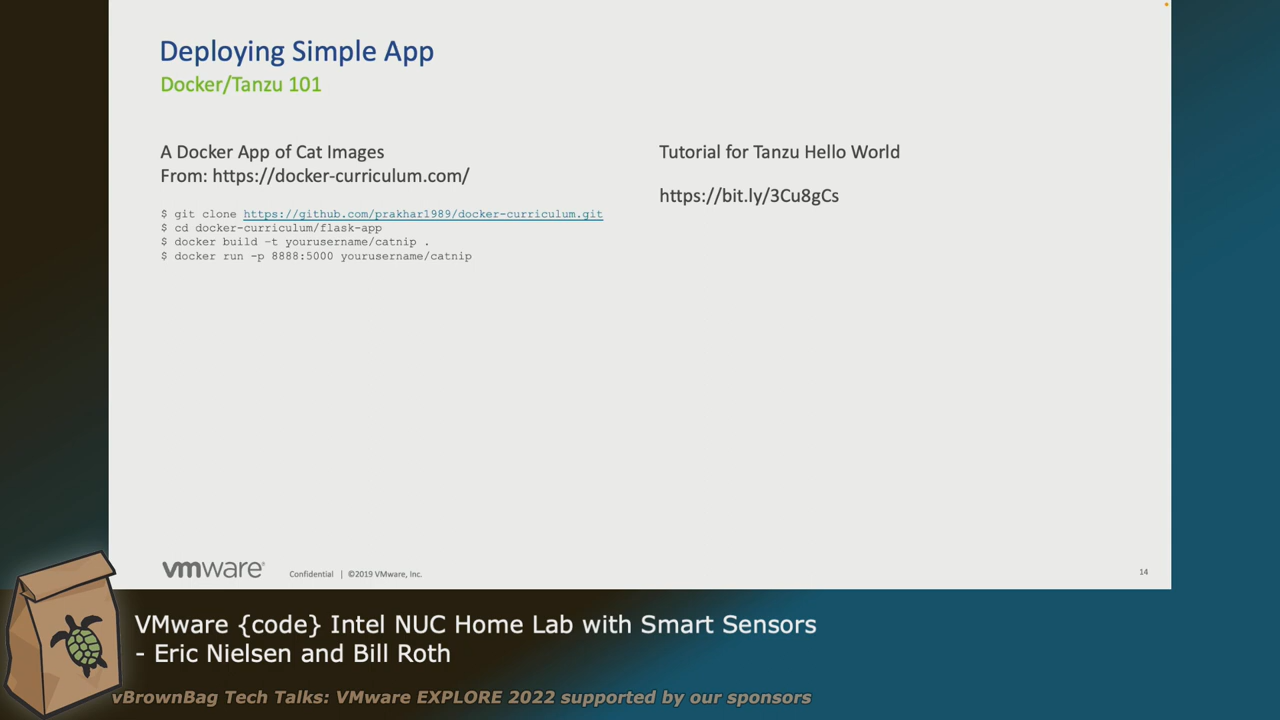 Deploying Simple App
Docker/Tanzu 101
A Docker App of Cat Images
From: https://docker-curriculum.com/
$ git clone https://github.com/prakhar1989/docker-curriculum.git
$ cd docker-curriculum/flask-app
$ docker build –t yourusername/catnip .
$ docker run -p 8888:5000 yourusername/catnip
Tutorial for Tanzu Hello World
https://bit.ly/3Cu8gCs
vmware®
Confidential | ©2019 VMware, Inc.
14
VMware {code} Intel NUC Home Lab with Smart Sensors
- Eric Nielsen and Bill Roth
vBrownBag Tech Talks: VMware EXPLORE 2022 supported by our sponsors